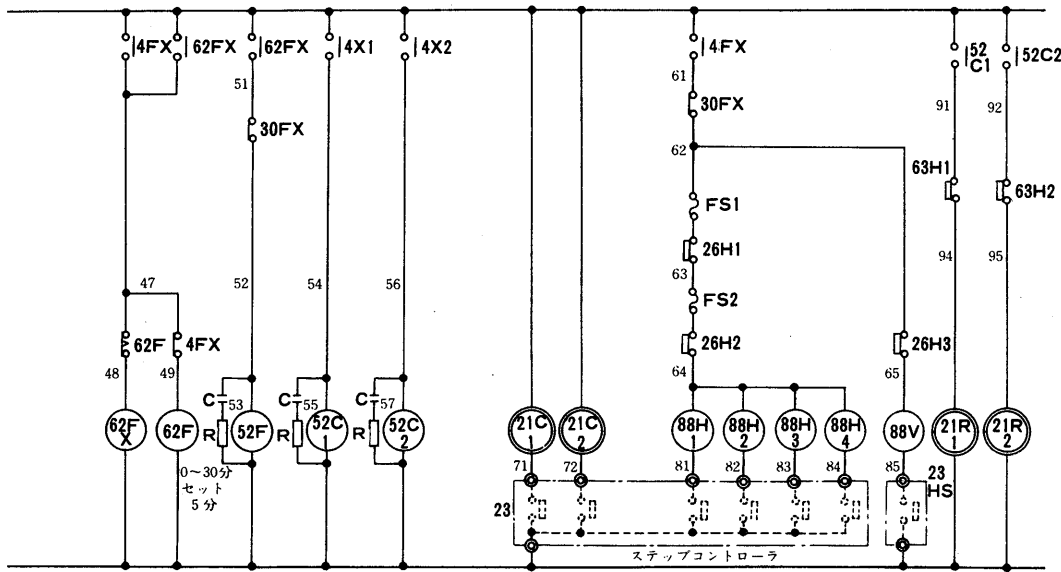 4FX
62FX
62FX
4X1
4X2
4FX
52
C1
52C2
51
61
91
92
30FX
30FX
62
63H1
63H2
FS1
26H1
63
94
95
47
52
54
56
FS2
62F
4FX
26H2
26H3
48
49
64
65
C
53
C
55
C
57
R
R
R
62F
X
62F
52F
52C
1
52C
2
21C
1
21C
2
88H
1
88H
2
88H
3
88H
4
88V
21R
1
21R
2
0～30分
セット
5分
71
72
81
82
83
84
85
23
HS
23
ステップコントローラ